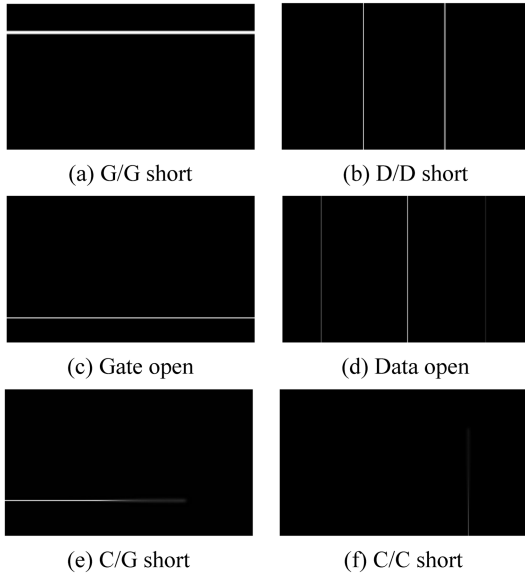 (a) G/G short
(b) D/D short
(c) Gate open
(d) Data open
(e) C/G short
(f) C/C short